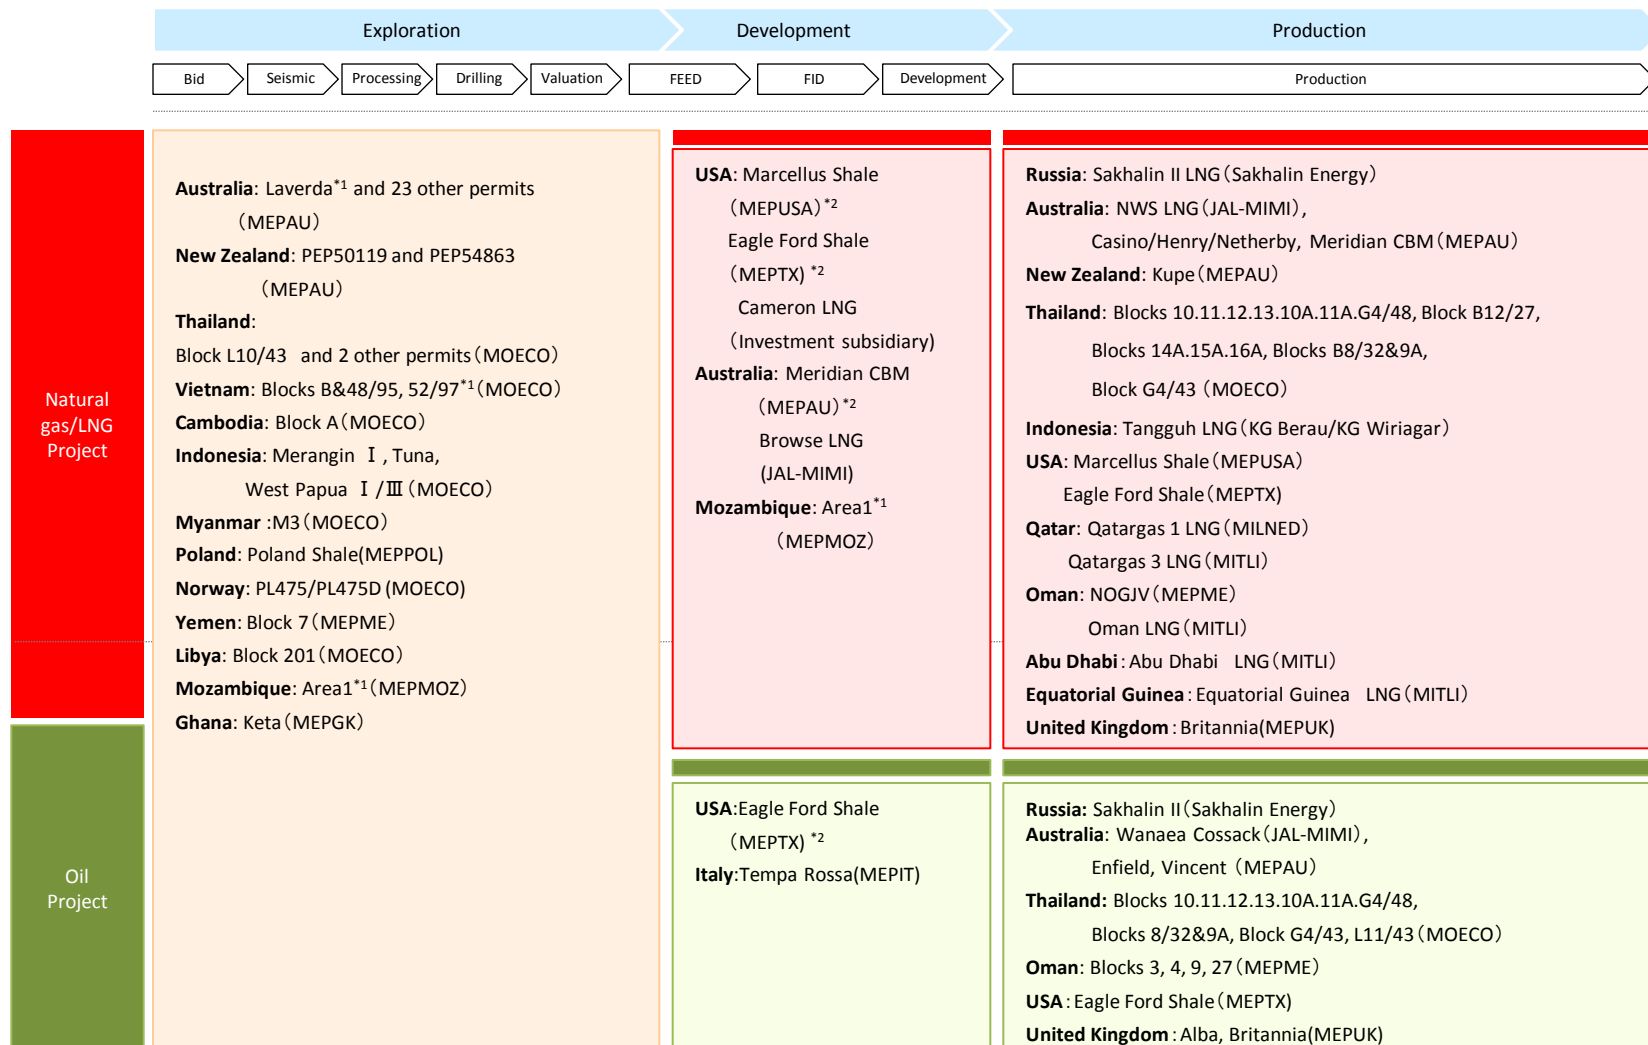 Exploration
Development
Production
Bid
Seismic
Processing
Drilling
Valuation
FEED
FID
Development
Production
Natural
gas/LNG
Project
Australia: Laverda*1 and 23 other permits
（MEPAU）
New Zealand: PEP50119 and PEP54863
（MEPAU）
Thailand:
Block L10/43 and 2 other permits（MOECO）
Vietnam: Blocks B&48/95, 52/97*1（MOECO）
Cambodia: Block A（MOECO）
Indonesia: Merangin Ⅰ, Tuna,
West Papua Ⅰ/Ⅲ（MOECO）
Myanmar :M3（MOECO）
Poland: Poland Shale(MEPPOL)
Norway: PL475/PL475D (MOECO)
Yemen: Block 7（MEPME）
Libya: Block 201（MOECO）
Mozambique: Area1*1（MEPMOZ）
Ghana: Keta（MEPGK）
USA: Marcellus Shale
（MEPUSA）*2
Eagle Ford Shale
（MEPTX) *2
Cameron LNG
（Investment subsidiary)
Australia: Meridian CBM
（MEPAU）*2
Browse LNG
(JAL-MIMI)
Mozambique: Area1*1
（MEPMOZ）
Russia: Sakhalin II LNG（Sakhalin Energy）
Australia: NWS LNG（JAL-MIMI）,
Casino/Henry/Netherby, Meridian CBM（MEPAU）
New Zealand: Kupe（MEPAU）
Thailand: Blocks 10.11.12.13.10A.11A.G4/48, Block B12/27,
Blocks 14A.15A.16A, Blocks B8/32&9A,
Block G4/43 （MOECO）
Indonesia: Tangguh LNG（KG Berau/KG Wiriagar）
USA: Marcellus Shale（MEPUSA）
Eagle Ford Shale（MEPTX)
Qatar: Qatargas 1 LNG（MILNED）
Qatargas 3 LNG（MITLI）
Oman: NOGJV（MEPME）
Oman LNG（MITLI）
Abu Dhabi：Abu Dhabi LNG（MITLI）
Equatorial Guinea：Equatorial Guinea LNG（MITLI）
United Kingdom：Britannia(MEPUK)
Oil
Project
USA:Eagle Ford Shale
（MEPTX) *2
Italy:Tempa Rossa(MEPIT)
Russia: Sakhalin II（Sakhalin Energy）
Australia: Wanaea Cossack（JAL-MIMI）,
Enfield, Vincent （MEPAU）
Thailand: Blocks 10.11.12.13.10A.11A.G4/48,
Blocks 8/32&9A, Block G4/43, L11/43（MOECO）
Oman: Blocks 3, 4, 9, 27（MEPME）
USA：Eagle Ford Shale（MEPTX)
United Kingdom：Alba, Britannia(MEPUK)